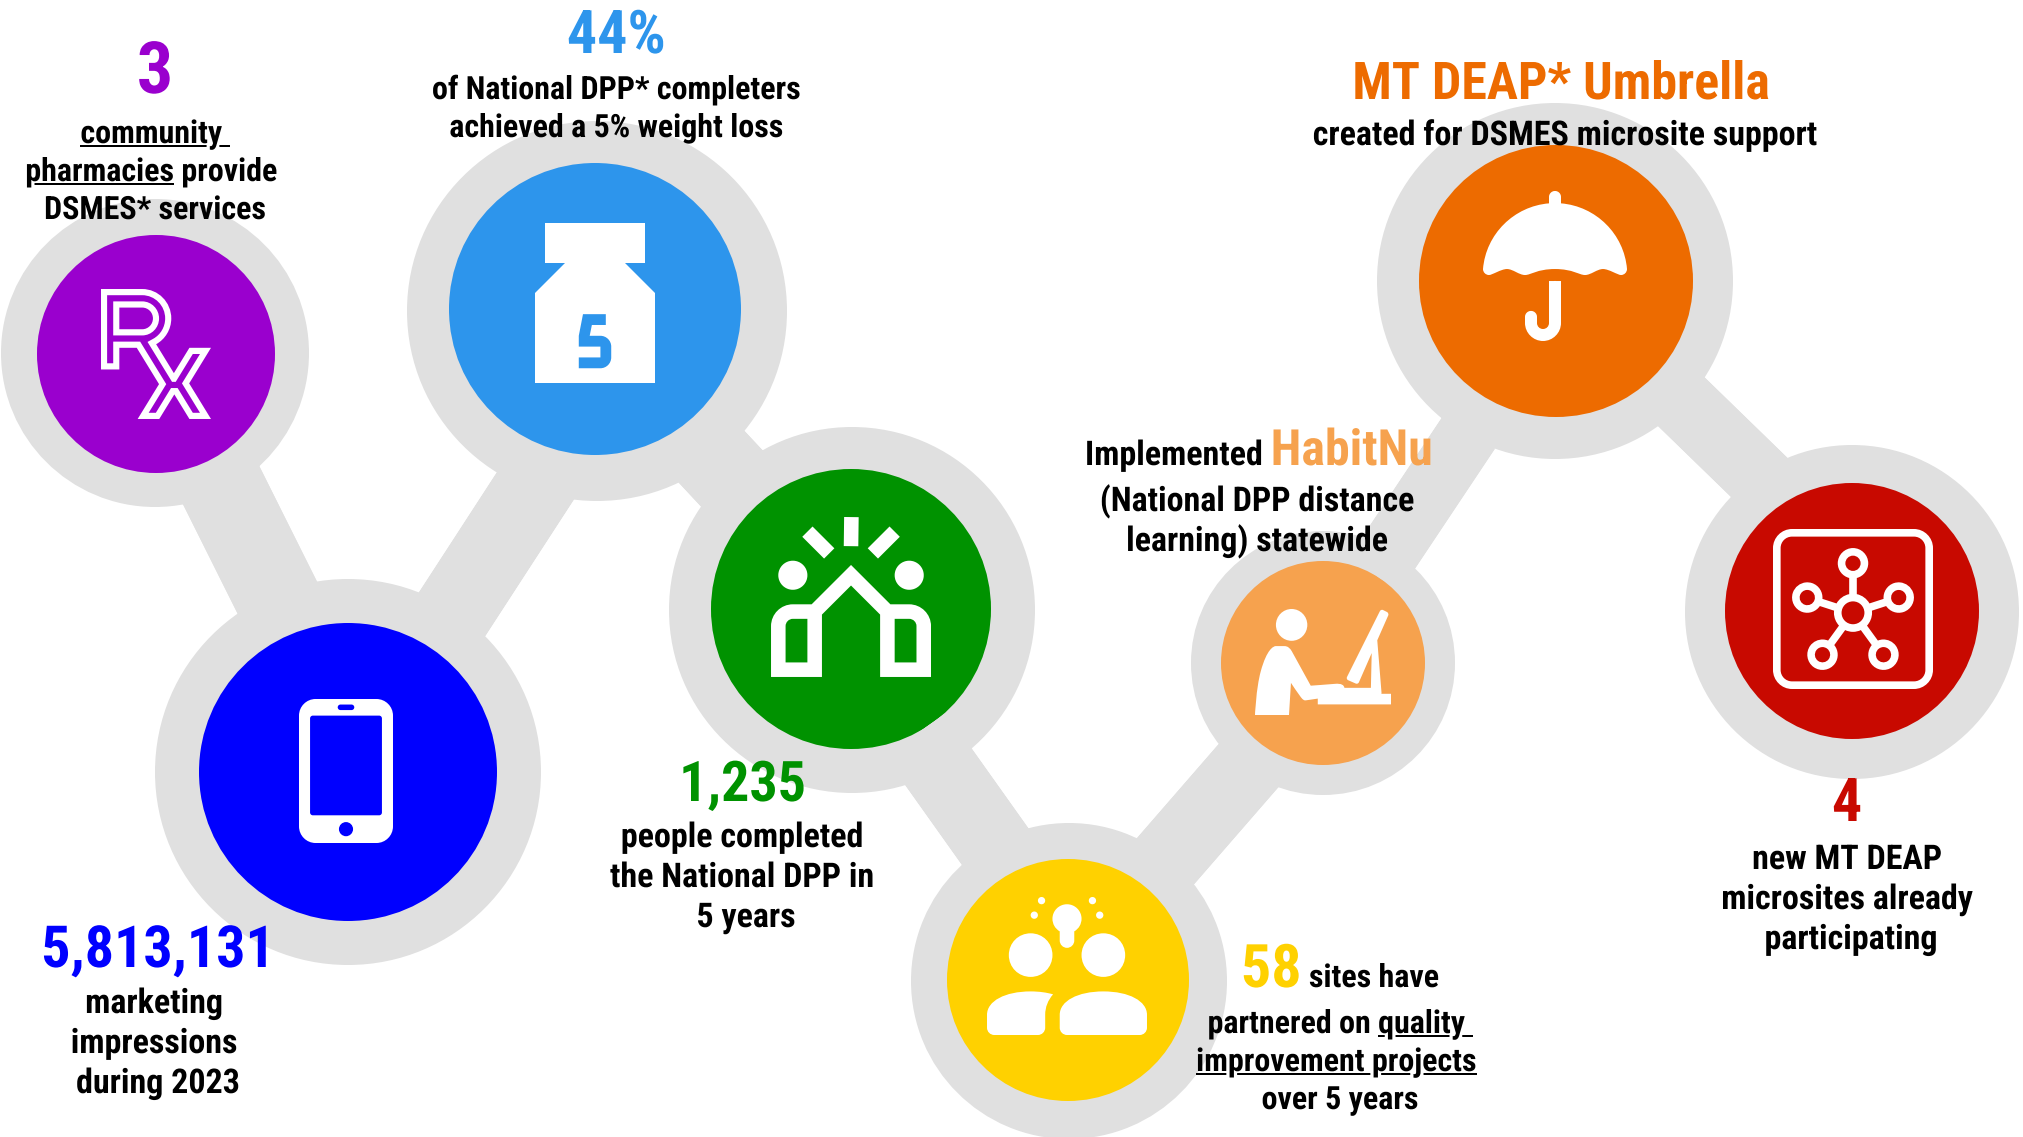 3
community
pharmacies provide
DSMES* services
Rx
5,813,131
marketing
impressions
during 2023
44%
of National DPP* completers
achieved a 5% weight loss
5
1,235
people completed
the National DPP in
5 years
58 sites have
partnered on quality
improvement projects
over 5 years
Implemented HabitNu
(National DPP distance
learning) statewide
MT DEAP* Umbrella
created for DSMES microsite support
4
new MT DEAP
microsites already
participating